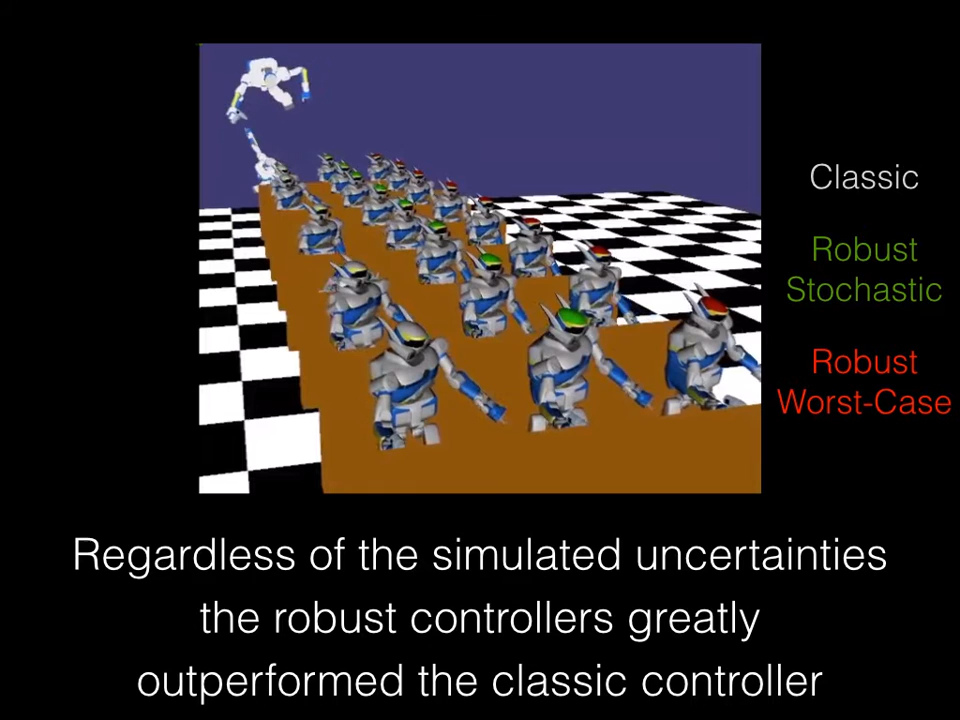 Classic
Robust
Stochastic
Robust
Worst-Case
Regardless of the simulated uncertainties
the robust controllers greatly
outperformed the classic controller